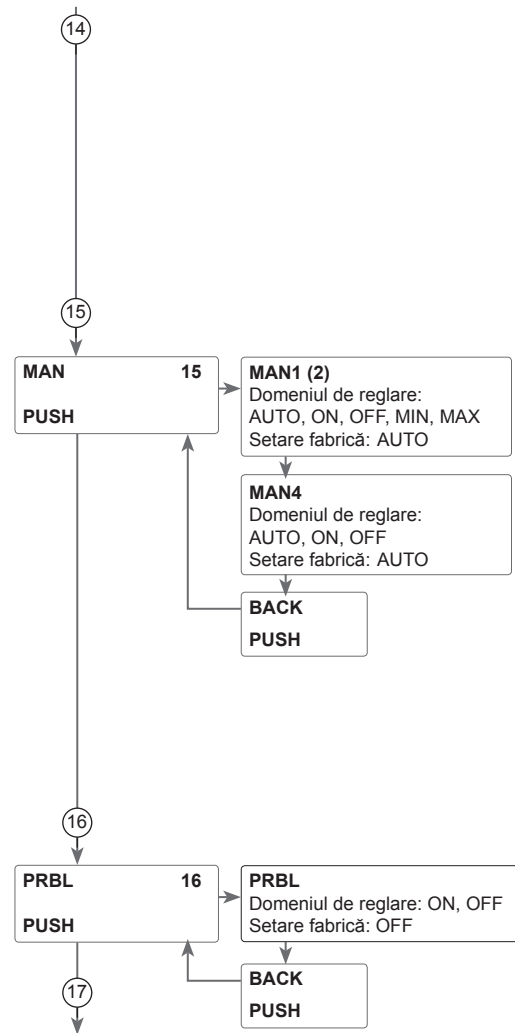 14
15
MAN 15
PUSH
MAN1 (2)
Domeniul de reglare:
AUTO, ON, OFF, MIN, MAX
Setare fabrică: AUTO
MAN4
Domeniul de reglare:
AUTO, ON, OFF
Setare fabrică: AUTO
BACK
PUSH
16
PRBL 16
PUSH
PRBL
Domeniul de reglare: ON, OFF
Setare fabrică: OFF
BACK
PUSH
17